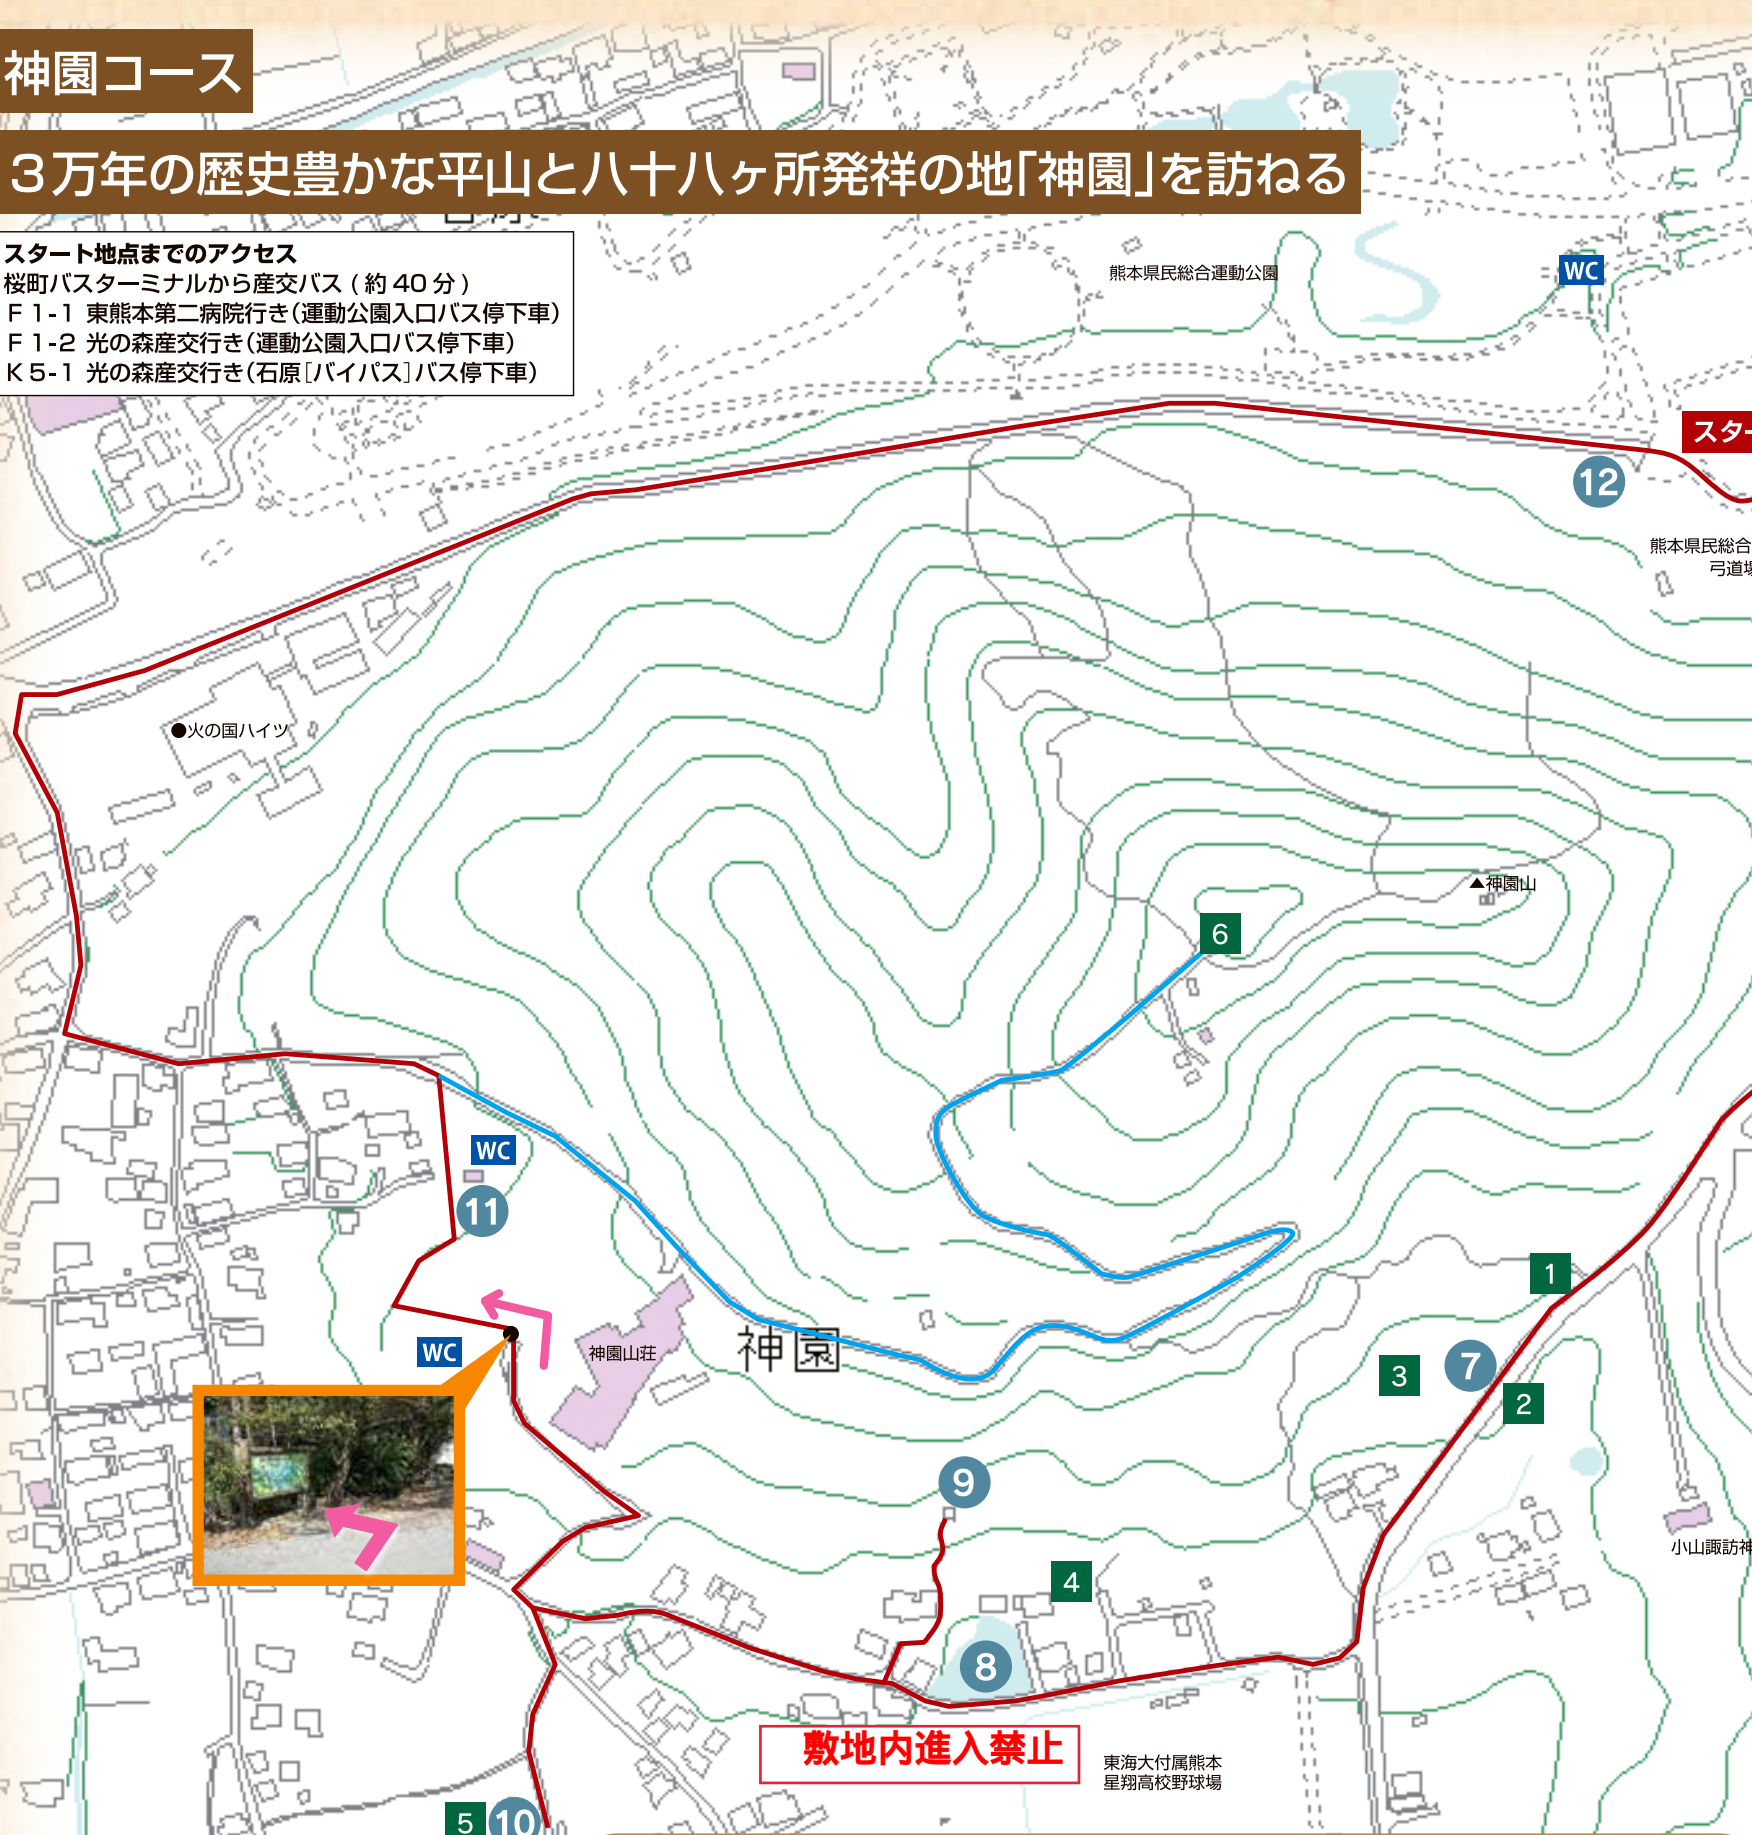 神園コース
３万年の歴史豊かな平山と八十八ヶ所発祥の地「神園」を訪ねる
スタート地点までのアクセス
桜町バスターミナルから産交バス ( 約 40 分 )
F 1-1 東熊本第二病院行き(運動公園入口バス停下車)
F 1-2 光の森産交行き(運動公園入口バス停下車)
K 5-1 光の森産交行き(石原[バイパス]バス停下車)
熊本県民総合運動公園
WC
スター
12
熊本県民総合
弓道場
●火の国ハイツ
▲神園山
6
WC
11
1
神園
神園山荘
WC
3
7
2
9
小山諏訪神
4
8
敷地内進入禁止
東海大付属熊本
星翔高校野球場
5
10